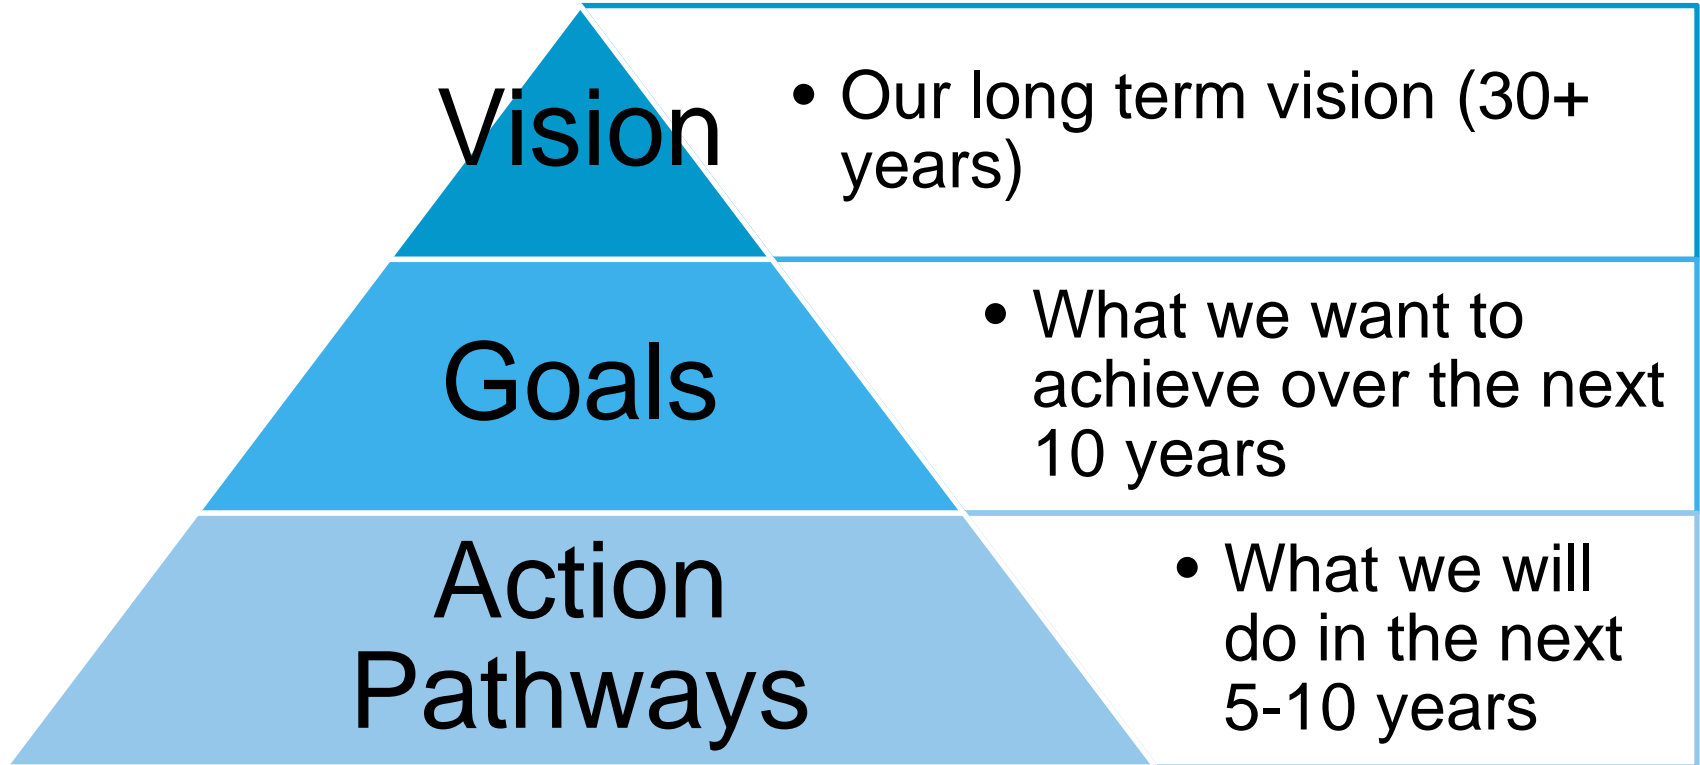 Vision
• Our long term vision (30+
years)
Goals
• What we want to
achieve over the next
10 years
Action
Pathways
• What we will
do in the next
5-10 years